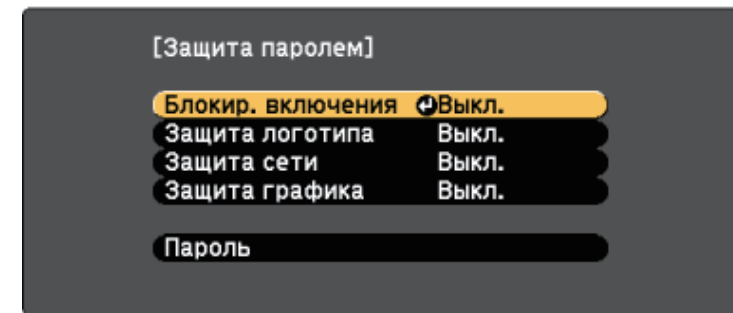 [Защита паролем]
Блокир. включения Выкл.
Защита логотипа Выкл.
Защита сети Выкл.
Защита графика Выкл.
Пароль